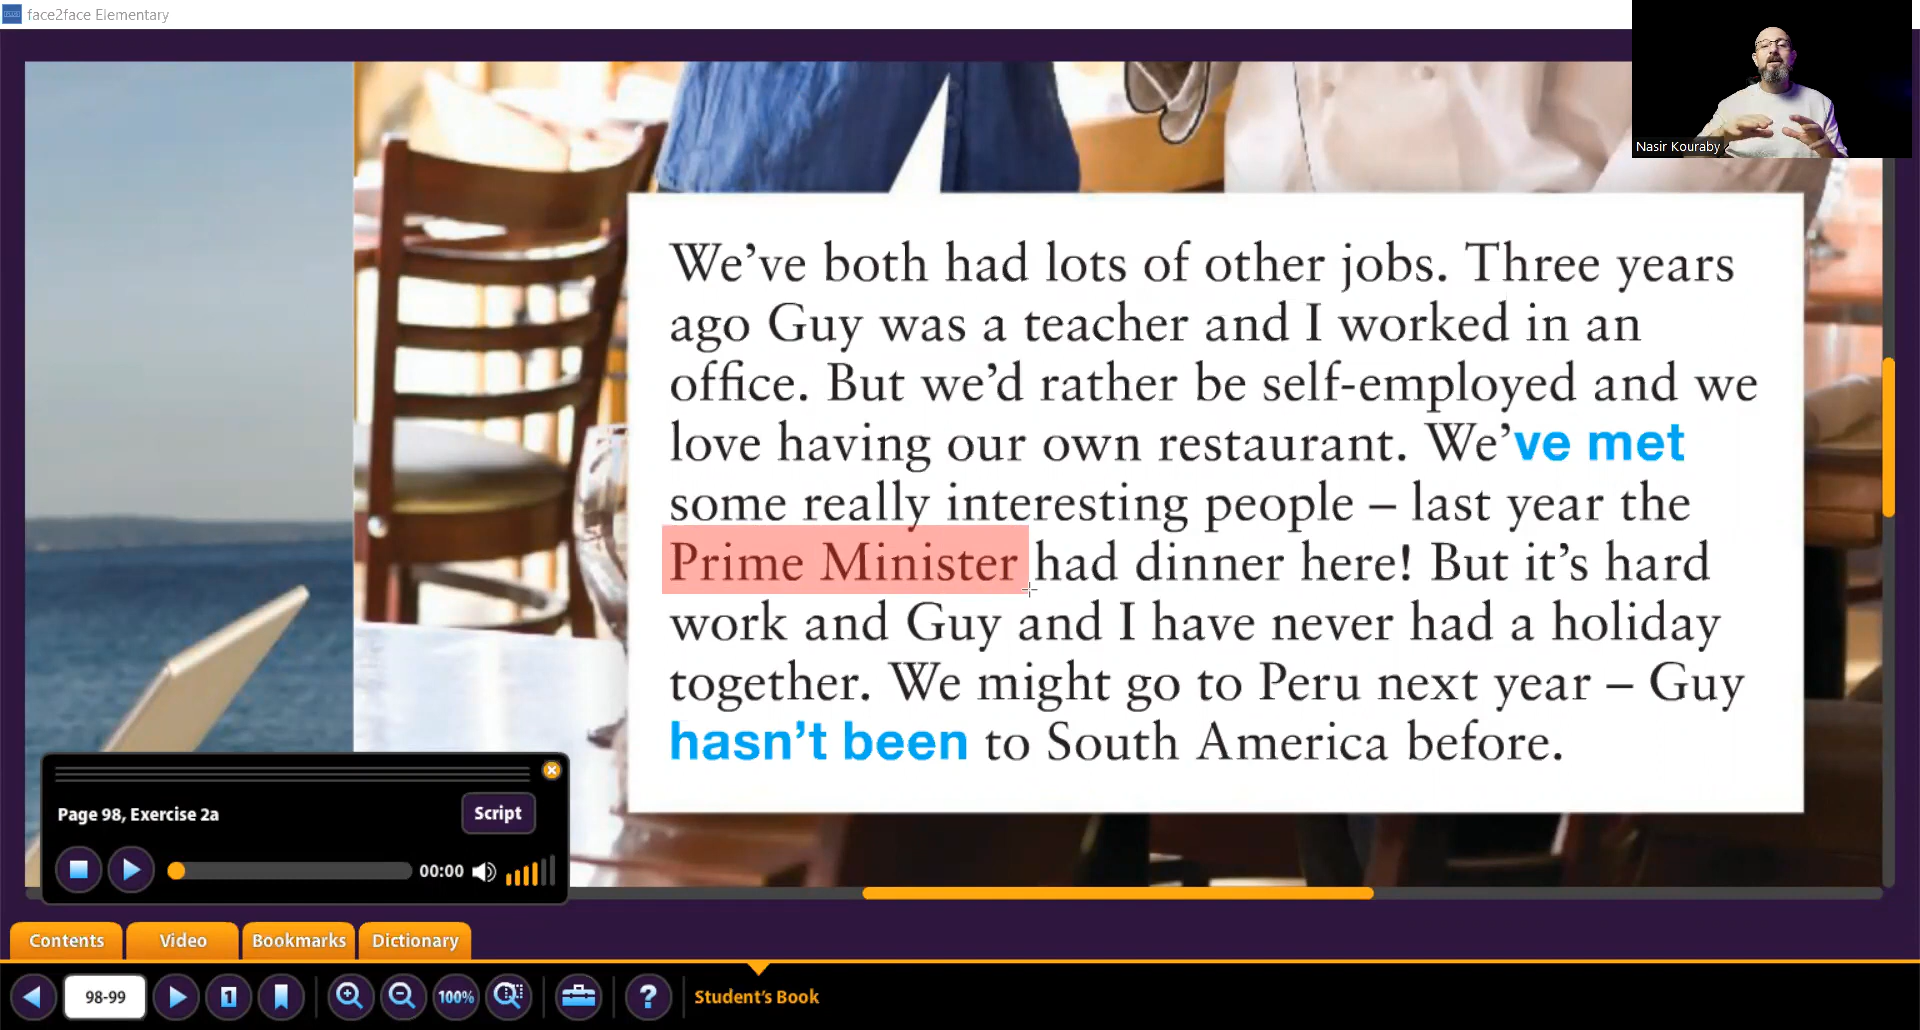 face2face Elementary
Nasir Kouraby
We've both had lots of other jobs. Three years
ago Guy was a teacher and I worked in an
office. But we'd rather be self-employed and we
love having our own restaurant. We've met
some really interesting people – last year the
Prime Minister had dinner here! But it's hard
work and Guy and I have never had a holiday
together. We might go to Peru next year – Guy
hasn't been to South America before.
Page 98, Exercise 2a
Script
00:00
Contents
Video
Bookmarks
Dictionary
98-99
1
100%
?
Student's Book